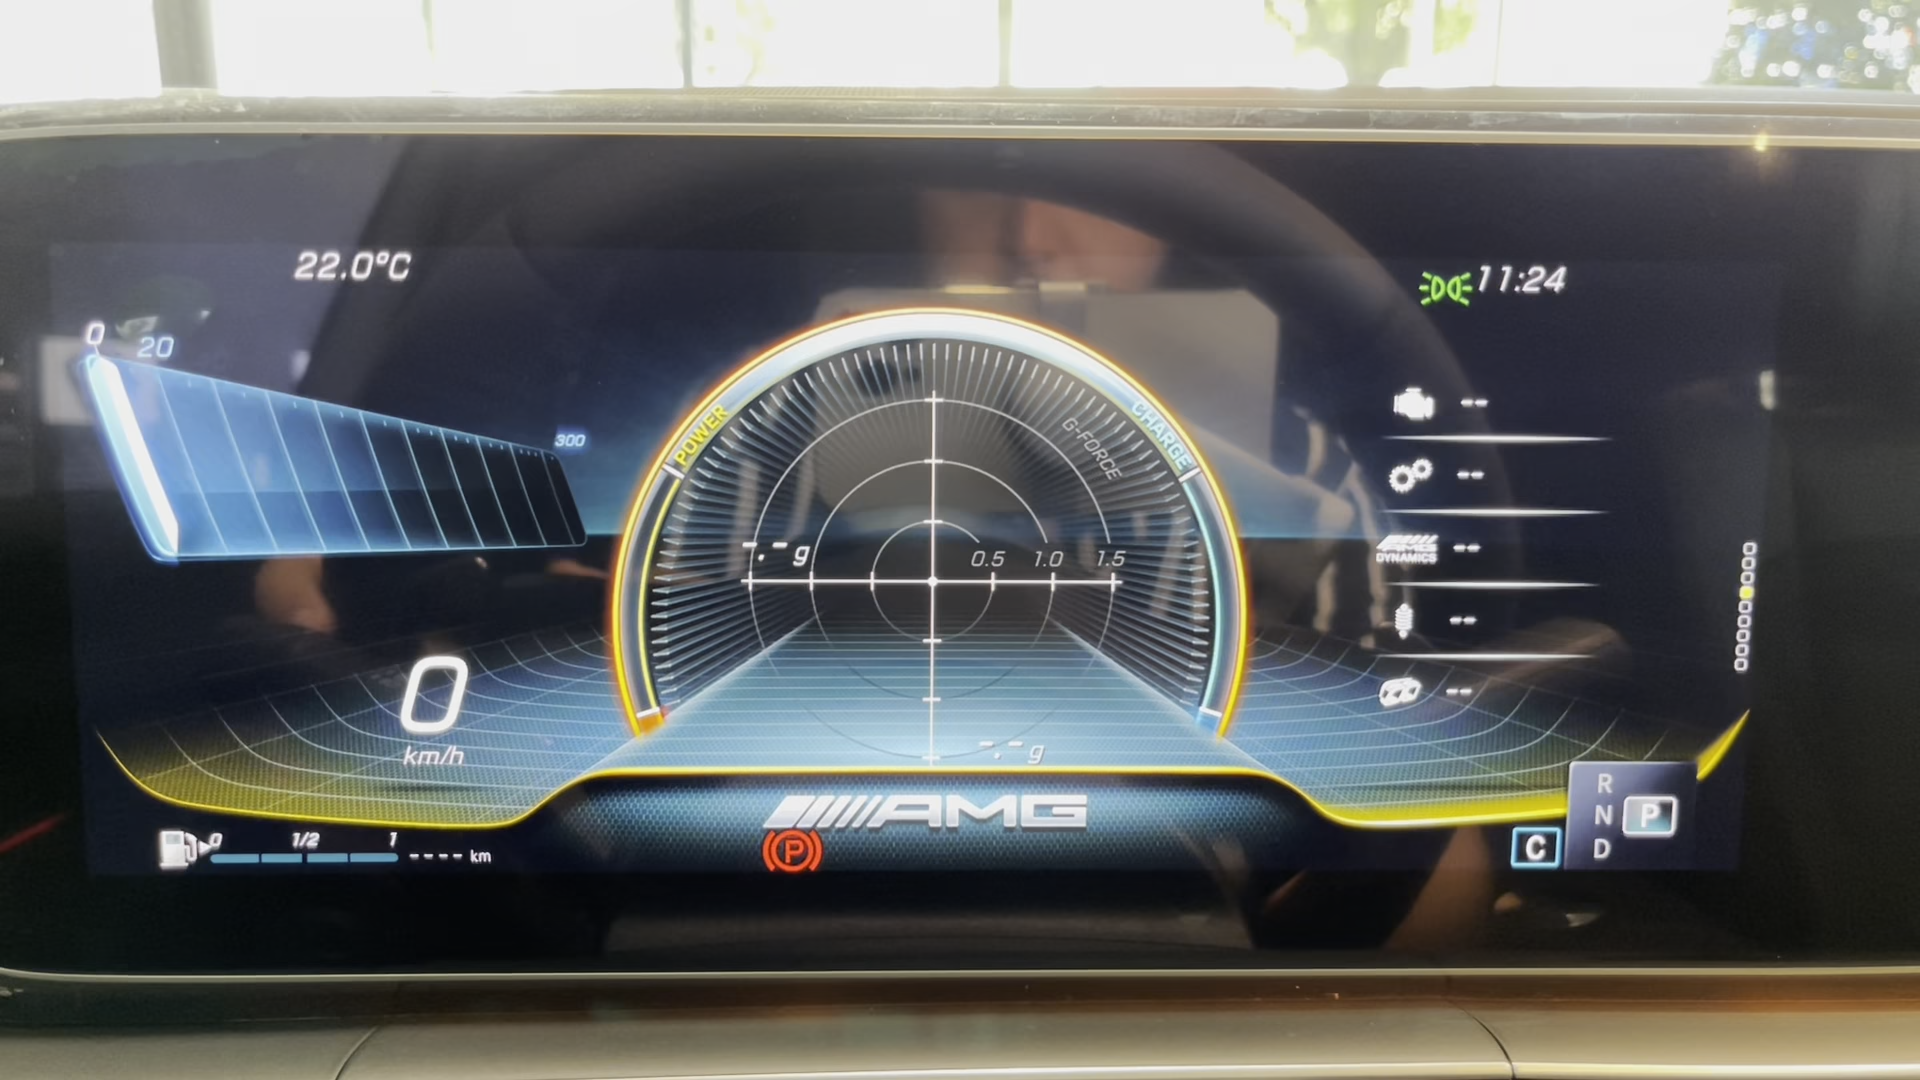 22.0°C
11:24
0
20
300
POWER
CHARGE
G-FORCE
-.- g
0.5 1.0 1.5
--
--
AMG
DYNAMICS --
--
--
0
km/h
-.- g
AMG
P
0 1/2 1
---- km
C
R
N P
D